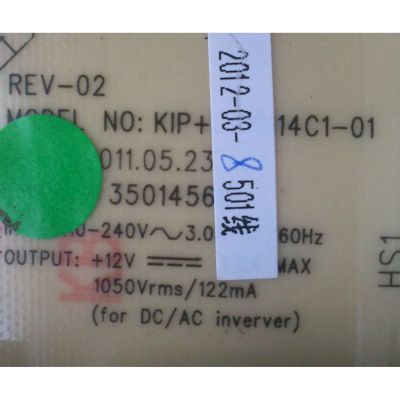 REV-02
MODEL NO: KIP+ 14C1-01
011.05.23
3501456
0-240V~3.0 60Hz
OUTPUT: +12V MAX
1050Vrms/122mA
(for DC/AC inverver)
HS1
2012-03-8 501线